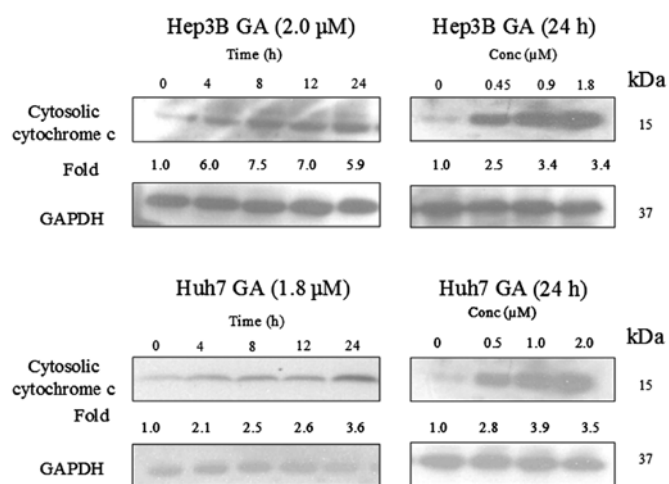 Hep3B GA (2.0 µM) Hep3B GA (24 h)
Time (h) Conc (µM)
0 4 8 12 24 0 0.45 0.9 1.8 kDa
Cytosolic
cytochrome c 15
Fold 1.0 6.0 7.5 7.0 5.9 1.0 2.5 3.4 3.4
GAPDH 37
Huh7 GA (1.8 µM) Huh7 GA (24 h)
Time (h) Conc (µM)
0 4 8 12 24 0 0.5 1.0 2.0 kDa
Cytosolic
cytochrome c 15
Fold
1.0 2.1 2.5 2.6 3.6 1.0 2.8 3.9 3.5
GAPDH 37